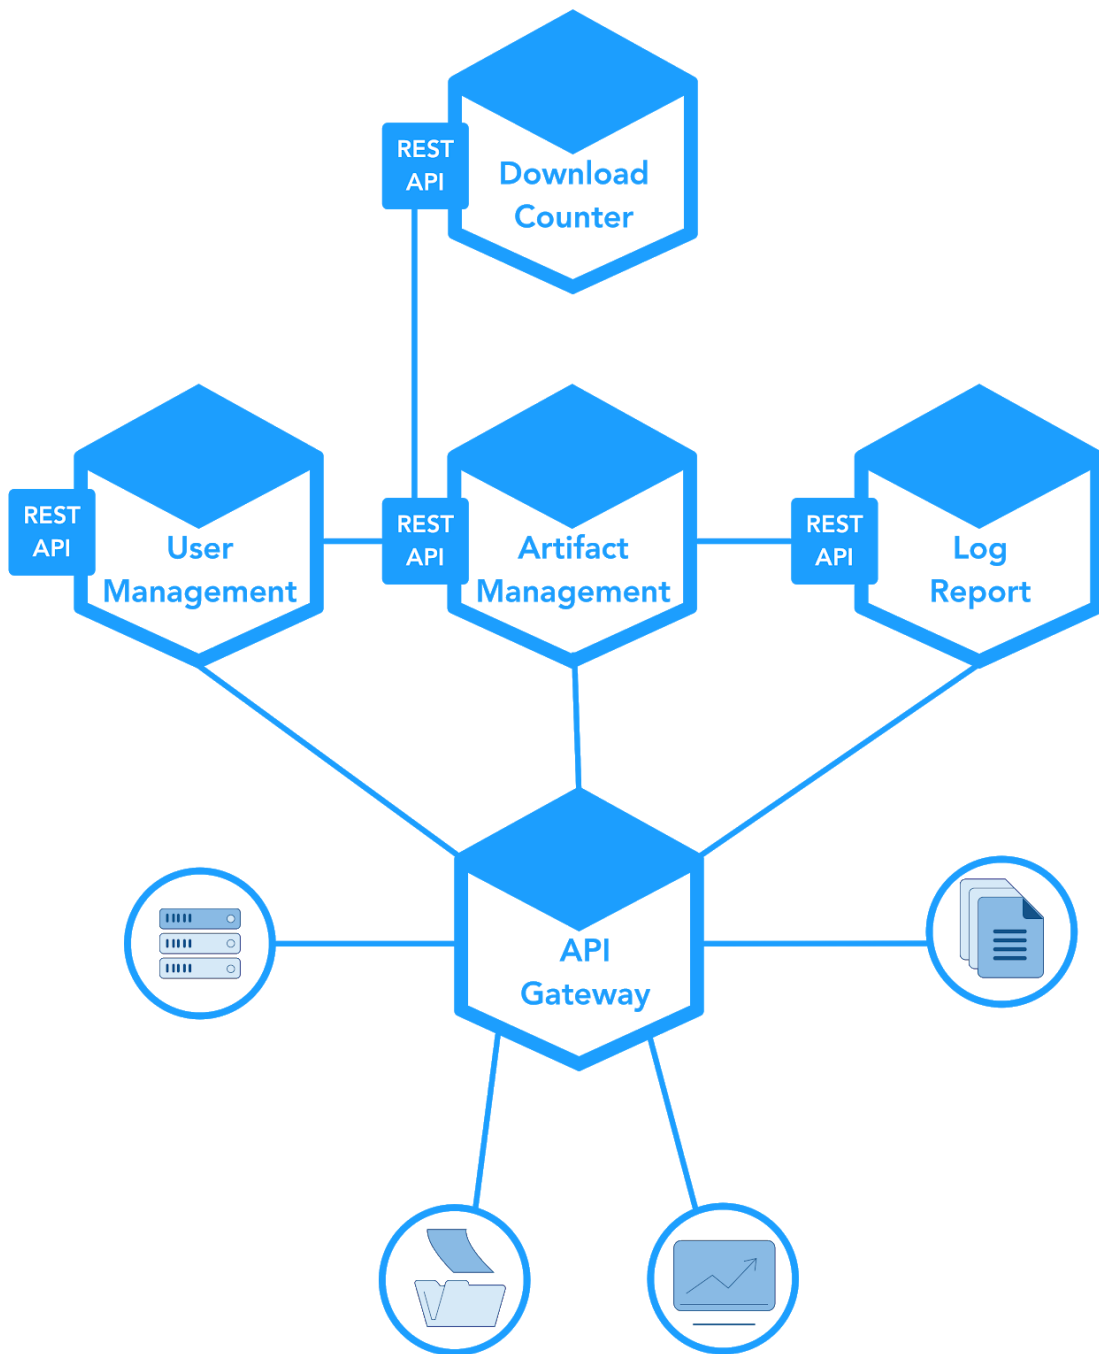 REST
API
Download
Counter
REST
API
User
Management
REST
API
Artifact
Management
REST
API
Log
Report
API
Gateway